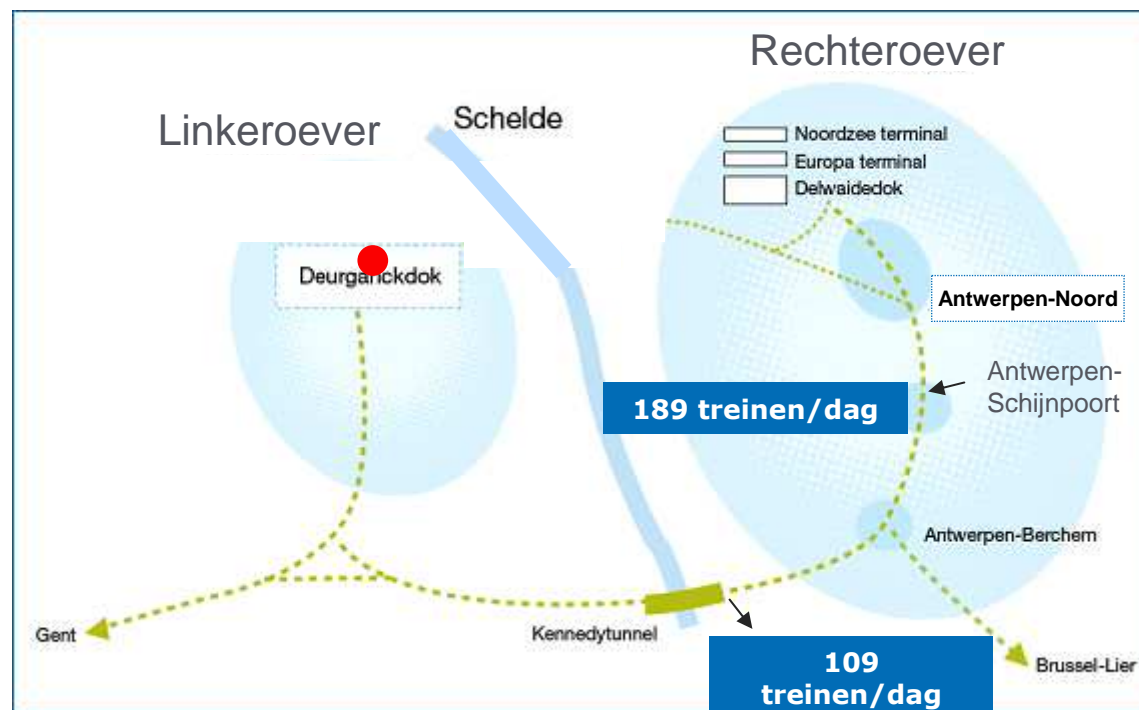 Rechteroever
Linkeroever
Schelde
Noordzee terminal
Europa terminal
Delwaidedok
Deurganckdok
Antwerpen-Noord
Antwerpen-
Schijnpoort
189 treinen/dag
Antwerpen-Berchem
Gent
Kennedytunnel
109
treinen/dag
Brussel-Lier